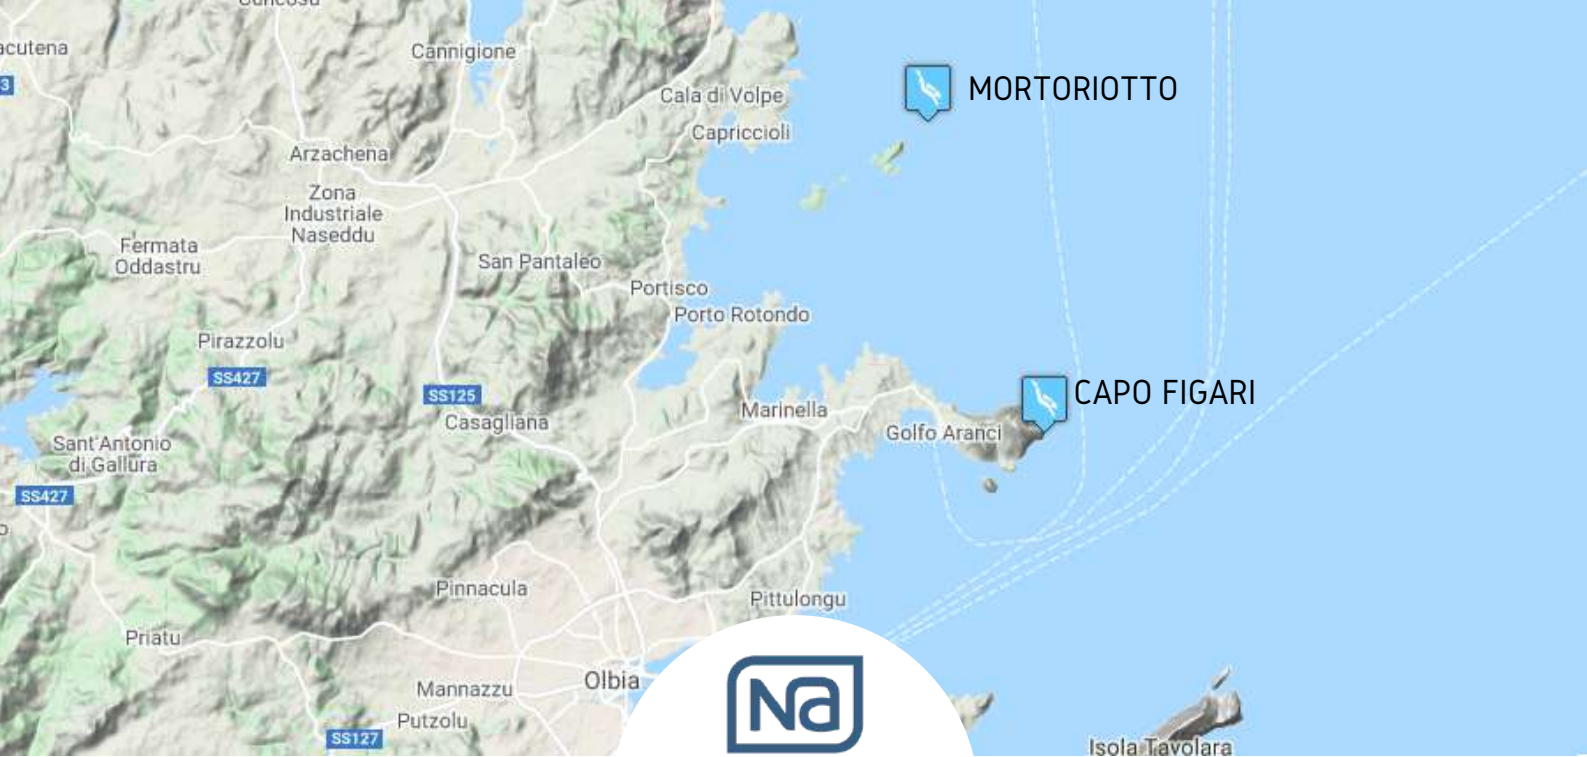 acutena
3
Cannigione
MORTORIOTTO
Cala di Volpe
Capriccioli
Arzachena
Zona
Industriale
Naseddu
Fermata
Oddastru
San Pantaleo
Portisco
Porto Rotondo
Pirazzolu
SS427
SS125
CAPO FIGARI
Casagliana
Marinella
Golfo Aranci
Sant'Antonio
di Gallura
SS427
Pinnacula
Pittulongu
Priatu
Olbia
Mannazzu
Putzolu
SS127
Na
Isola Tavolara